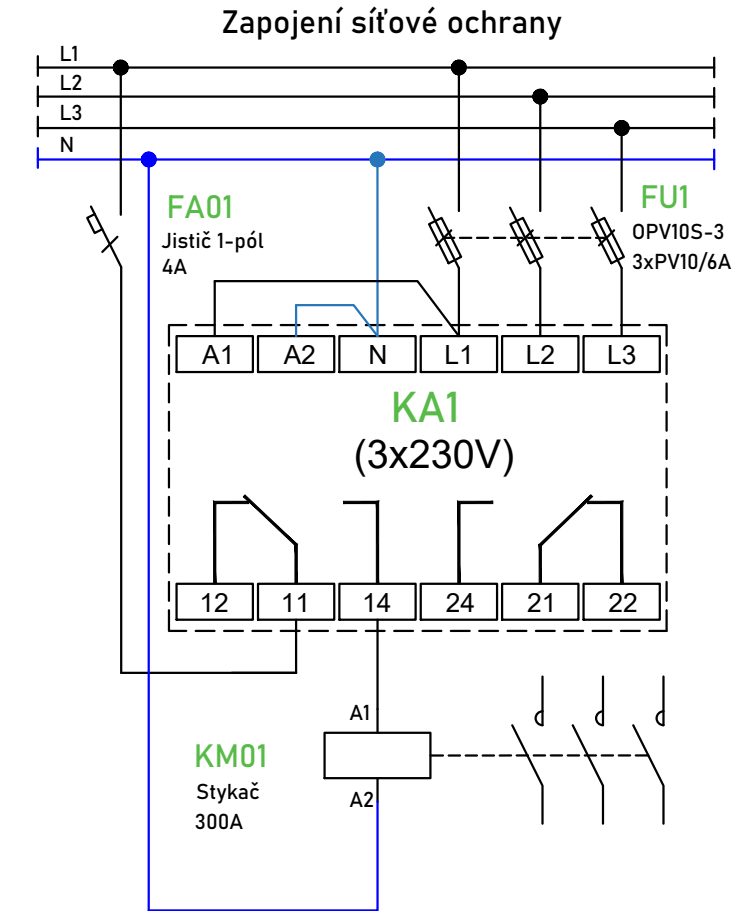 Zapojení síťové ochrany
L1
L2
L3
N
FA01
Jistič 1-pól
4A
FU1
OPV10S-3
3xPV10/6A
A1 A2 N L1 L2 L3
KA1
(3x230V)
12 11 14 24 21 22
A1
KM01
Stykač
300A
A2